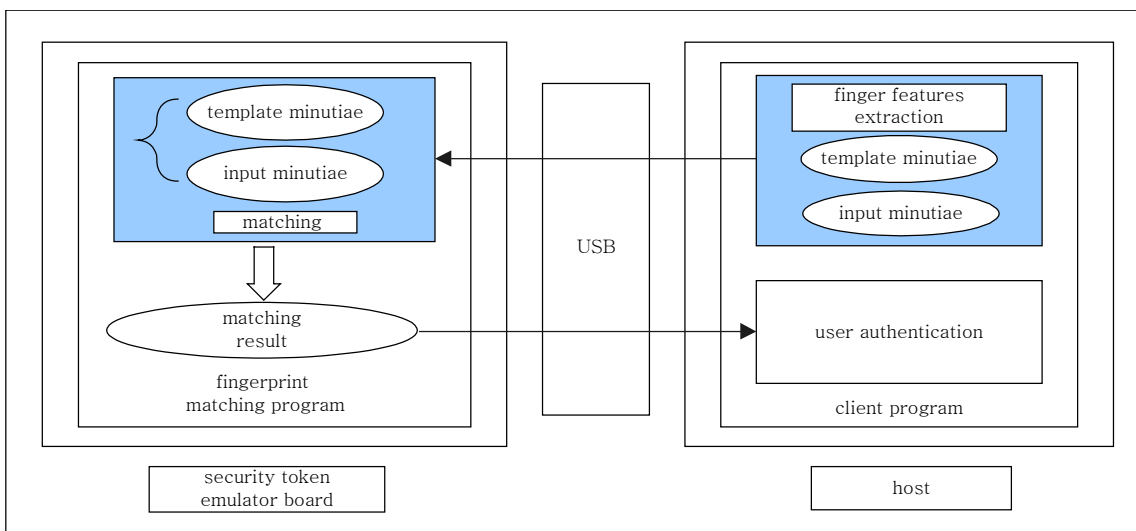 template minutiae
input minutiae
matching
matching
result
fingerprint
matching program
security token
emulator board
USB
finger features
extraction
template minutiae
input minutiae
user authentication
client program
host